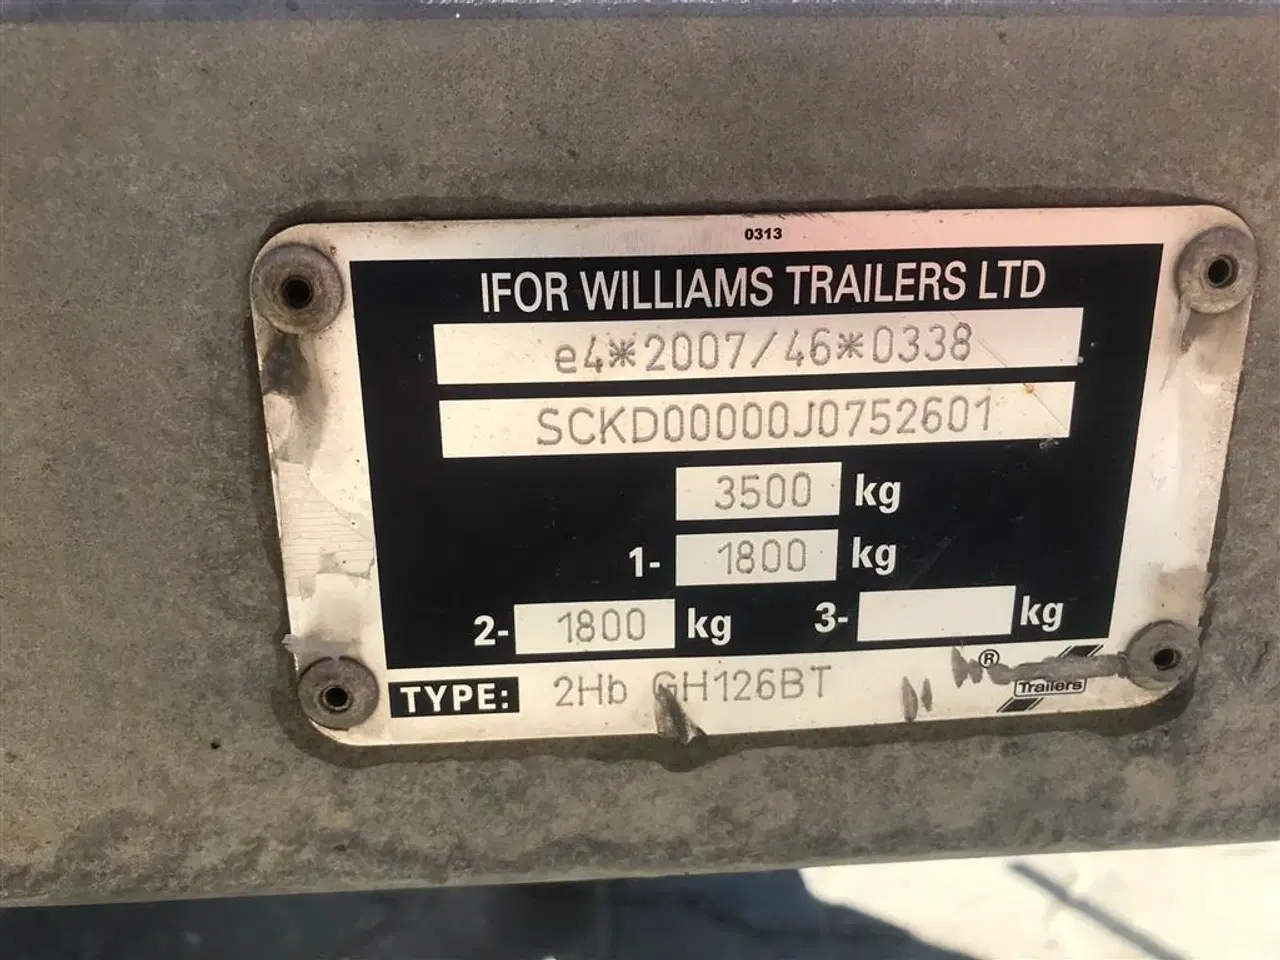 0313
IFOR WILLIAMS TRAILERS LTD
e4*2007/46*0338
SCKD00000J0752601
3500 kg
1- 1800 kg
2- 1800 kg 3- kg
TYPE: 2Hb GH126BT
®
Trailers